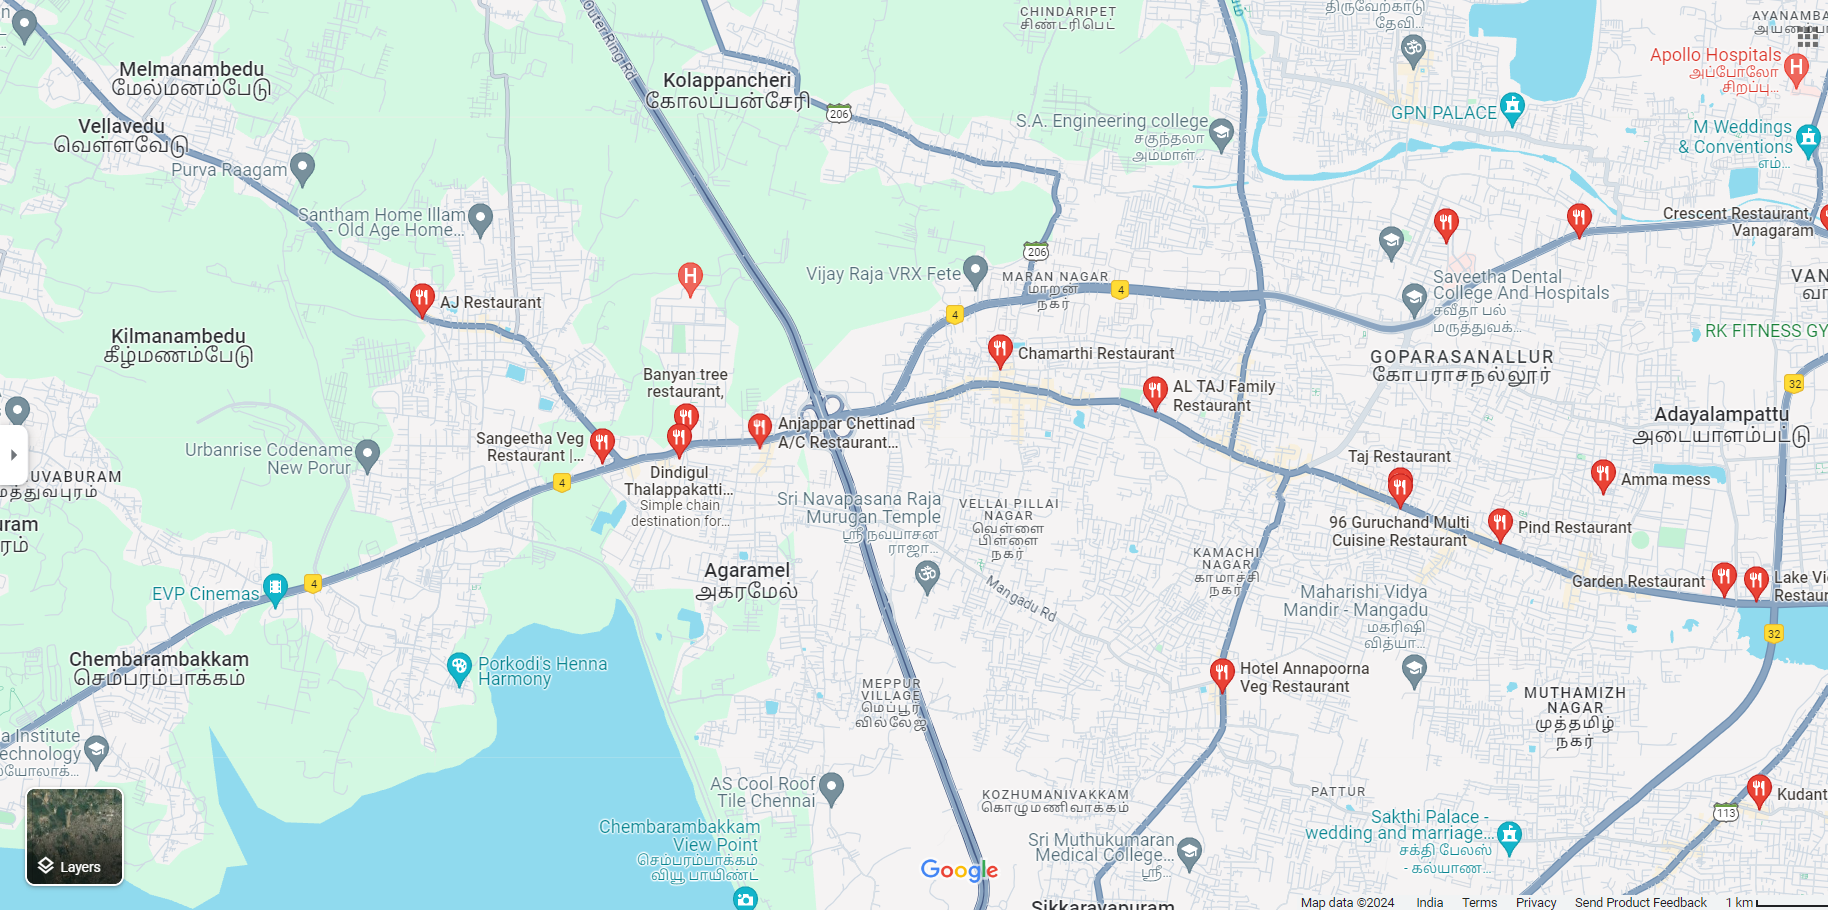 CHINDARIPET
சிண்டரிபெட்
திருவேற்காடு
தேவி...
Outer Ring Rd
Melmanambedu
மேல்மனம்பேடு
Kolappancheri
கோலப்பன்சேரி
206
Apollo Hospitals
அப்போலோ
சிறப்பு...
GPN PALACE
Vellavedu
வெள்ளவேடு
S.A. Engineering college
சகுந்தலா
அம்மாள்...
M Weddings
& Conventions
எம்...
Purva Raagam
Santham Home Illam
- Old Age Home...
Crescent Restaurant,
Vanagaram
206
Vijay Raja VRX Fete
MARAN NAGAR
மாறன்
நகர்
4
4
Saveetha Dental
College And Hospitals
சவீதா பல்
மருத்துவக்...
VAN
AJ Restaurant
RK FITNESS GY
Kilmanambedu
கீழ்மணம்பேடு
Chamarthi Restaurant
GOPARASANALLUR
கோபராசநல்லூர்
Banyan tree
restaurant,
AL TAJ Family
Restaurant
32
Adayalampattu
அடையாளம்பட்டு
Anjappar Chettinad
A/C Restaurant...
Sangeetha Veg
Restaurant |...
Urbanrise Codename
New Porur
Taj Restaurant
Dindigul
Thalappakatti...
Simple chain
destination for...
UVABURAM
4
Amma mess
Sri Navapasana Raja
Murugan Temple
ஸ்ரீ நவபாசன
ராஜா...
VELLAI PILLAI
NAGAR
வெள்ளை
பிள்ளை
நகர்
96 Guruchand Multi
Cuisine Restaurant
Pind Restaurant
uram
ரம்
KAMACHI
NAGAR
காமாச்சி
நகர்
Agaramel
அகரமேல்
Mangadu Rd
Garden Restaurant
Lake Vi
Restaur
EVP Cinemas
4
Maharishi Vidya
Mandir - Mangadu
மகரிஷி
வித்யா...
32
Chembarambakkam
செம்பரம்பாக்கம்
Porkodi's Henna
Harmony
Hotel Annapoorna
Veg Restaurant
MEPPUR
VILLAGE
மெப்பூர்
வில்லேஜ்
MUTHAMIZH
NAGAR
முத்தமிழ்
நகர்
a Institute
echnology
AS Cool Roof
Tile Chennai
KOZHUMANIVAKKAM
கொழுமணிவாக்கம்
PATTUR
Kudant
113
Chembarambakkam
View Point
செம்பரம்பாக்கம்
வியூ பாயிண்ட்
Sri Muthukumaran
Medical College...
ஸ்ரீ...
Sakthi Palace -
wedding and marriage...
சக்தி பேலஸ்
- கல்யாண...
Layers
Google
Sikkarayapuram
Map data ©2024 India Terms Privacy Send Product Feedback 1 km